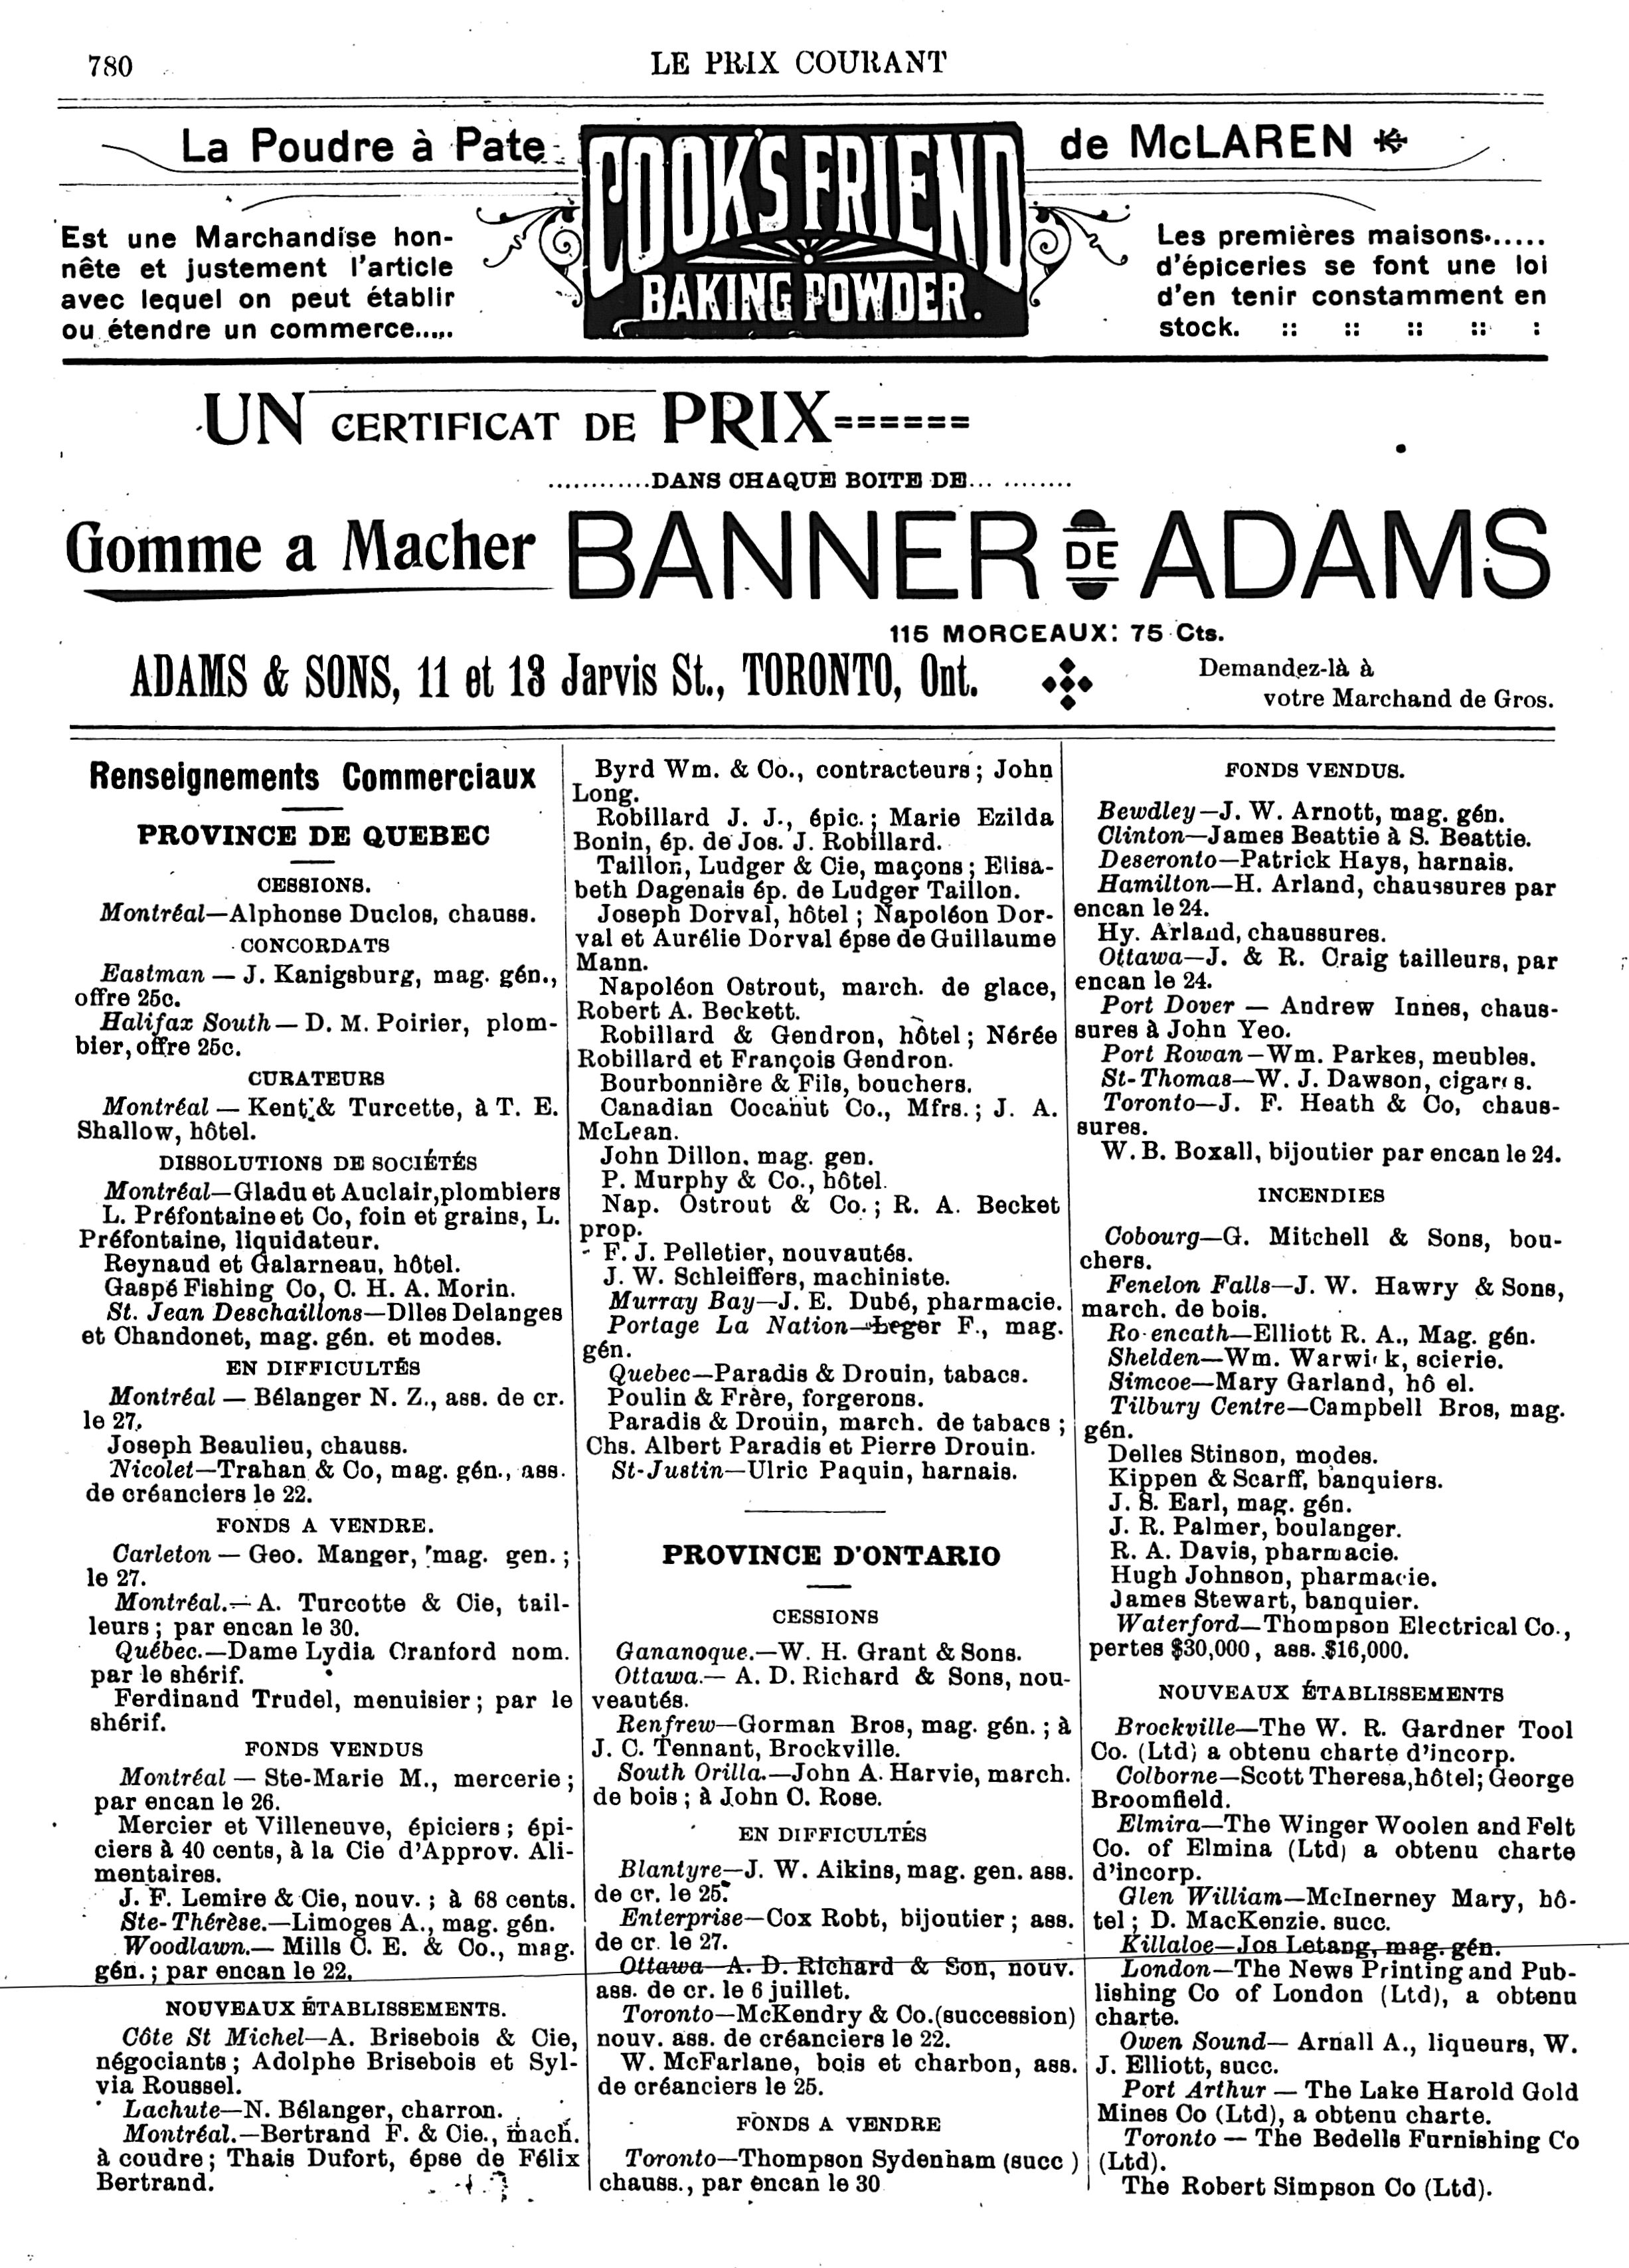 780
LE PRIX COURANT
La Poudre à Pate
COOK'S FRIEND
BAKING POWDER.
de McLAREN
Est une Marchandise hon-
nête et justement l'article
avec lequel on peut établir
ou étendre un commerce.....
Les premières maisons......
d'épiceries se font une loi
d'en tenir constamment en
stock. :: :: :: :: :
UN CERTIFICAT DE PRIX======
............DANS CHAQUE BOITE DE... ........
Gomme a Macher BANNER DE ADAMS
115 MORCEAUX: 75 Cts.
ADAMS & SONS, 11 et 13 Jarvis St., TORONTO, Ont.
Demandez-là à
votre Marchand de Gros.
Renseignements Commerciaux
PROVINCE DE QUEBEC
CESSIONS.
Montréal—Alphonse Duclos, chauss.
CONCORDATS
Eastman — J. Kanigsburg, mag. gén.,
offre 25c.
Halifax South — D. M. Poirier, plom-
bier, offre 25c.
CURATEURS
Montréal — Kent & Turcette, à T. E.
Shallow, hôtel.
DISSOLUTIONS DE SOCIÉTÉS
Montréal—Gladu et Auclair, plombiers
L. Préfontaine et Co, foin et grains, L.
Préfontaine, liquidateur.
Reynaud et Galarneau, hôtel.
Gaspé Fishing Co, C. H. A. Morin.
St. Jean Deschaillons—Dlles Delanges
et Chandonet, mag. gén. et modes.
EN DIFFICULTÉS
Montréal — Bélanger N. Z., ass. de cr.
le 27.
Joseph Beaulieu, chauss.
Nicolet—Trahan & Co, mag. gén., ass.
de créanciers le 22.
FONDS A VENDRE.
Carleton — Geo. Manger, mag. gen. ;
le 27.
Montréal.— A. Turcotte & Cie, tail-
leurs ; par encan le 30.
Québec.—Dame Lydia Cranford nom.
par le shérif.
Ferdinand Trudel, menuisier ; par le
shérif.
FONDS VENDUS
Montréal — Ste-Marie M., mercerie ;
par encan le 26.
Mercier et Villeneuve, épiciers ; épi-
ciers à 40 cents, à la Cie d'Approv. Ali-
mentaires.
J. F. Lemire & Cie, nouv. ; à 68 cents.
Ste-Thérèse.—Limoges A., mag. gén.
Woodlawn.— Mills C. E. & Co., mag.
gén. ; par encan le 22.
NOUVEAUX ÉTABLISSEMENTS.
Côte St Michel—A. Brisebois & Cie,
négociants ; Adolphe Brisebois et Syl-
via Roussel.
Lachute—N. Bélanger, charron.
Montréal.—Bertrand F. & Cie., mach.
à coudre ; Thais Dufort, épse de Félix
Bertrand.
Byrd Wm. & Co., contracteurs ; John
Long.
Robillard J. J., épic. ; Marie Ezilda
Bonin, ép. de Jos. J. Robillard.
Taillon, Ludger & Cie, maçons ; Elisa-
beth Dagenais ép. de Ludger Taillon.
Joseph Dorval, hôtel ; Napoléon Dor-
val et Aurélie Dorval épse de Guillaume
Mann.
Napoléon Ostrout, march. de glace,
Robert A. Beckett.
Robillard & Gendron, hôtel ; Nérée
Robillard et François Gendron.
Bourbonnière & Fils, bouchers.
Canadian Cocanut Co., Mfrs. ; J. A.
McLean.
John Dillon, mag. gen.
P. Murphy & Co., hôtel.
Nap. Ostrout & Co. ; R. A. Becket
prop.
F. J. Pelletier, nouvautés.
J. W. Schleiffers, machiniste.
Murray Bay—J. E. Dubé, pharmacie.
Portage La Nation—Leger F., mag.
gén.
Quebec—Paradis & Drouin, tabacs.
Poulin & Frère, forgerons.
Paradis & Drouin, march. de tabacs ;
Chs. Albert Paradis et Pierre Drouin.
St-Justin—Ulric Paquin, harnais.
PROVINCE D'ONTARIO
CESSIONS
Gananoque.—W. H. Grant & Sons.
Ottawa.— A. D. Richard & Sons, nou-
veautés.
Renfrew—Gorman Bros, mag. gén. ; à
J. C. Tennant, Brockville.
South Orilla.—John A. Harvie, march.
de bois ; à John C. Rose.
EN DIFFICULTÉS
Blantyre—J. W. Aikins, mag. gen. ass.
de cr. le 25.
Enterprise—Cox Robt, bijoutier ; ass.
de cr. le 27.
Ottawa—A. D. Richard & Son, nouv.
ass. de cr. le 6 juillet.
Toronto—McKendry & Co.(succession)
nouv. ass. de créanciers le 22.
W. McFarlane, bois et charbon, ass.
de créanciers le 25.
FONDS A VENDRE
Toronto—Thompson Sydenham (succ )
chauss., par encan le 30
FONDS VENDUS.
Bewdley—J. W. Arnott, mag. gén.
Clinton—James Beattie à S. Beattie.
Deseronto—Patrick Hays, harnais.
Hamilton—H. Arland, chaussures par
encan le 24.
Hy. Arland, chaussures.
Ottawa—J. & R. Craig tailleurs, par
encan le 24.
Port Dover — Andrew Innes, chaus-
sures à John Yeo.
Port Rowan—Wm. Parkes, meubles.
St-Thomas—W. J. Dawson, cigares.
Toronto—J. F. Heath & Co, chaus-
sures.
W. B. Boxall, bijoutier par encan le 24.
INCENDIES
Cobourg—G. Mitchell & Sons, bou-
chers.
Fenelon Falls—J. W. Hawry & Sons,
march. de bois.
Ro encath—Elliott R. A., Mag. gén.
Shelden—Wm. Warwick, scierie.
Simcoe—Mary Garland, hô el.
Tilbury Centre—Campbell Bros, mag.
gén.
Delles Stinson, modes.
Kippen & Scarff, banquiers.
J. S. Earl, mag. gén.
J. R. Palmer, boulanger.
R. A. Davis, pharmacie.
Hugh Johnson, pharmacie.
James Stewart, banquier.
Waterford—Thompson Electrical Co.,
pertes $30,000, ass. $16,000.
NOUVEAUX ÉTABLISSEMENTS
Brockville—The W. R. Gardner Tool
Co. (Ltd) a obtenu charte d'incorp.
Colborne—Scott Theresa, hôtel; George
Broomfield.
Elmira—The Winger Woolen and Felt
Co. of Elmina (Ltd) a obtenu charte
d'incorp.
Glen William—McInerney Mary, hô-
tel ; D. MacKenzie. succ.
Killaloe—Jos Letang, mag. gén.
London—The News Printing and Pub-
lishing Co of London (Ltd), a obtenu
charte.
Owen Sound— Arnall A., liqueurs, W.
J. Elliott, succ.
Port Arthur — The Lake Harold Gold
Mines Co (Ltd), a obtenu charte.
Toronto — The Bedells Furnishing Co
(Ltd).
The Robert Simpson Co (Ltd).